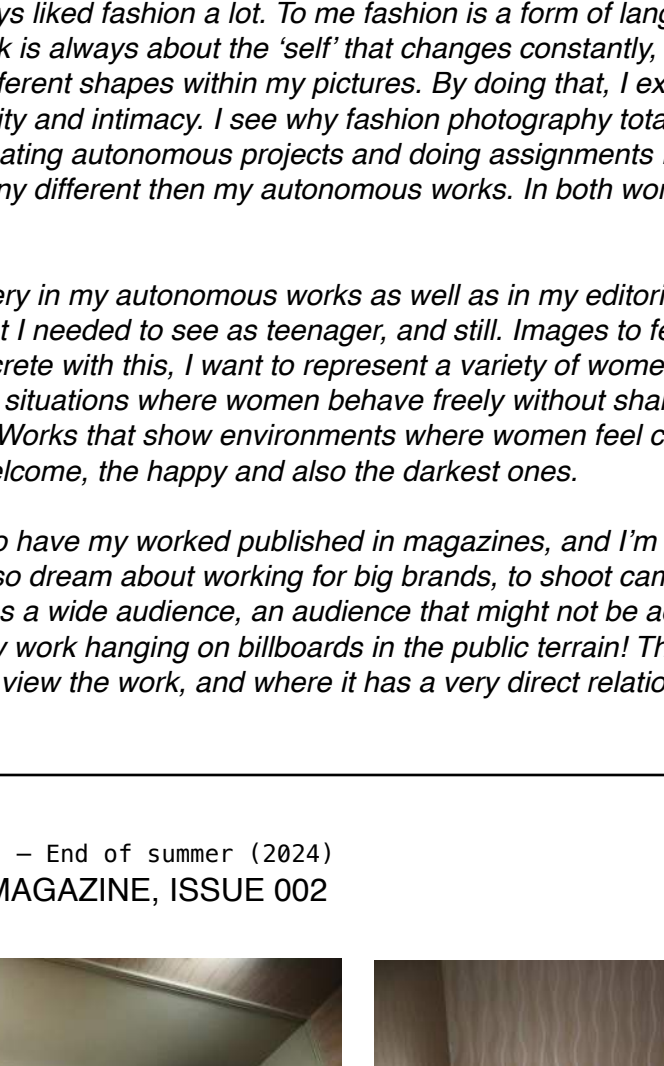 ys liked fashion a lot. To me fashion is a form of lang
k is always about the ‘self’ that changes constantly,
ferent shapes within my pictures. By doing that, I ex
ity and intimacy. I see why fashion photography tota
ating autonomous projects and doing assignments
ny different then my autonomous works. In both wor
ery in my autonomous works as well as in my editori
t I needed to see as teenager, and still. Images to fe
crete with this, I want to represent a variety of wome
situations where women behave freely without shar
Works that show environments where women feel c
elcome, the happy and also the darkest ones.
o have my worked published in magazines, and I’m
so dream about working for big brands, to shoot cam
s a wide audience, an audience that might not be ac
y work hanging on billboards in the public terrain! Th
view the work, and where it has a very direct relatio
– End of summer (2024)
MAGAZINE, ISSUE 002